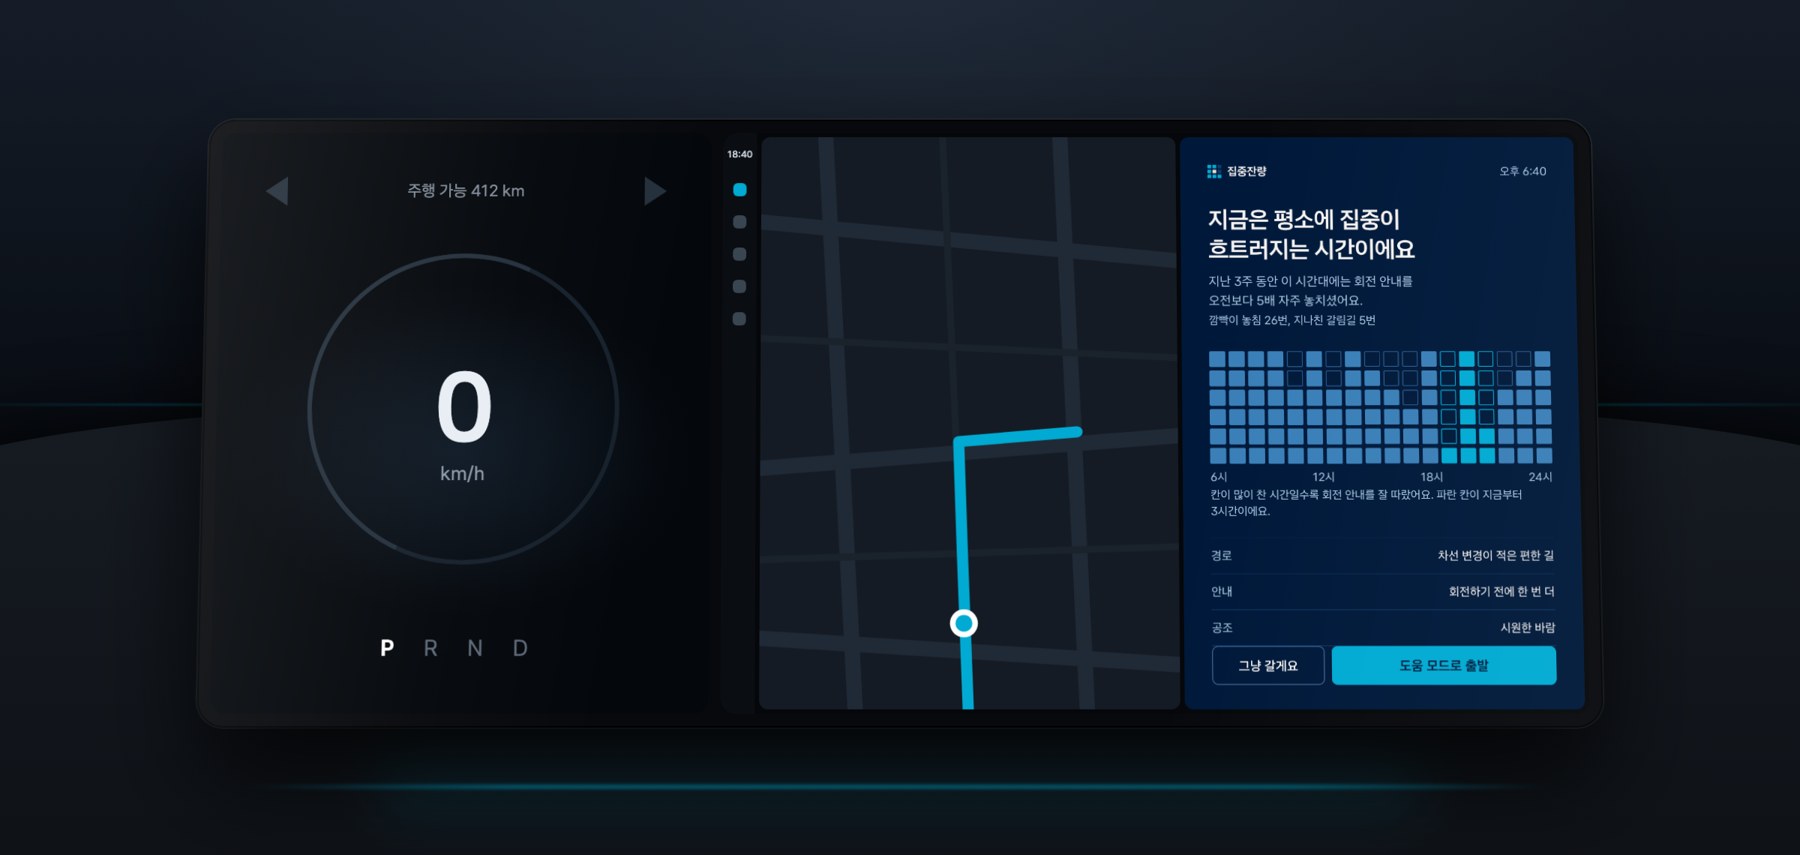 주행 가능 412 km
0
km/h
P R N D
18:40
집중잔량
오후 6:40
지금은 평소에 집중이
흐트러지는 시간이에요
지난 3주 동안 이 시간대에는 회전 안내를
오전보다 5배 자주 놓치셨어요.
깜빡이 놓침 26번, 지나친 갈림길 5번
6시 12시 18시 24시
칸이 많이 찬 시간일수록 회전 안내를 잘 따랐어요. 파란 칸이 지금부터
3시간이에요.
경로 차선 변경이 적은 편한 길
안내 회전하기 전에 한 번 더
공조 시원한 바람
그냥 갈게요
도움 모드로 출발